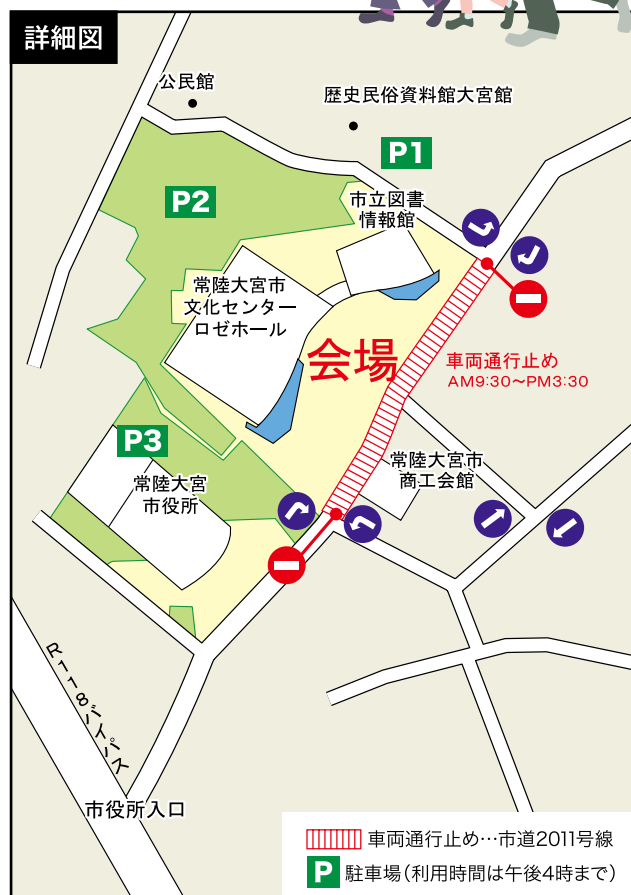 詳細図
公民館
歴史民俗資料館大宮館
P1
P2
市立図書
情報館
常陸大宮市
文化センター
ロゼホール
会場
車両通行止め
AM9:30〜PM3:30
P3
常陸大宮
市役所
常陸大宮市
商工会館
R118バイパス
市役所入口
車両通行止め…市道2011号線
P 駐車場(利用時間は午後4時まで)